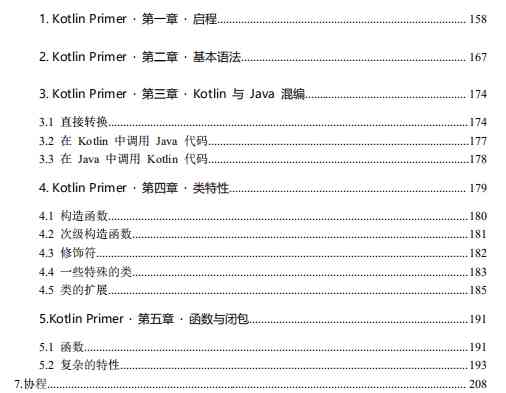 1. Kotlin Primer · 第一章 · 启程........ 158
2. Kotlin Primer · 第二章 · 基本语法........ 167
3. Kotlin Primer · 第三章 · Kotlin 与 Java 混编........ 174
3.1 直接转换........174
3.2 在 Kotlin 中调用 Java 代码........177
3.3 在 Java 中调用 Kotlin 代码........178
4. Kotlin Primer · 第四章 · 类特性........ 179
4.1 构造函数........180
4.2 次级构造函数........181
4.3 修饰符........182
4.4 一些特殊的类........183
4.5 类的扩展........185
5.Kotlin Primer · 第五章 · 函数与闭包........191
5.1 函数........191
5.2 复杂的特性........193
7.协程........ 208